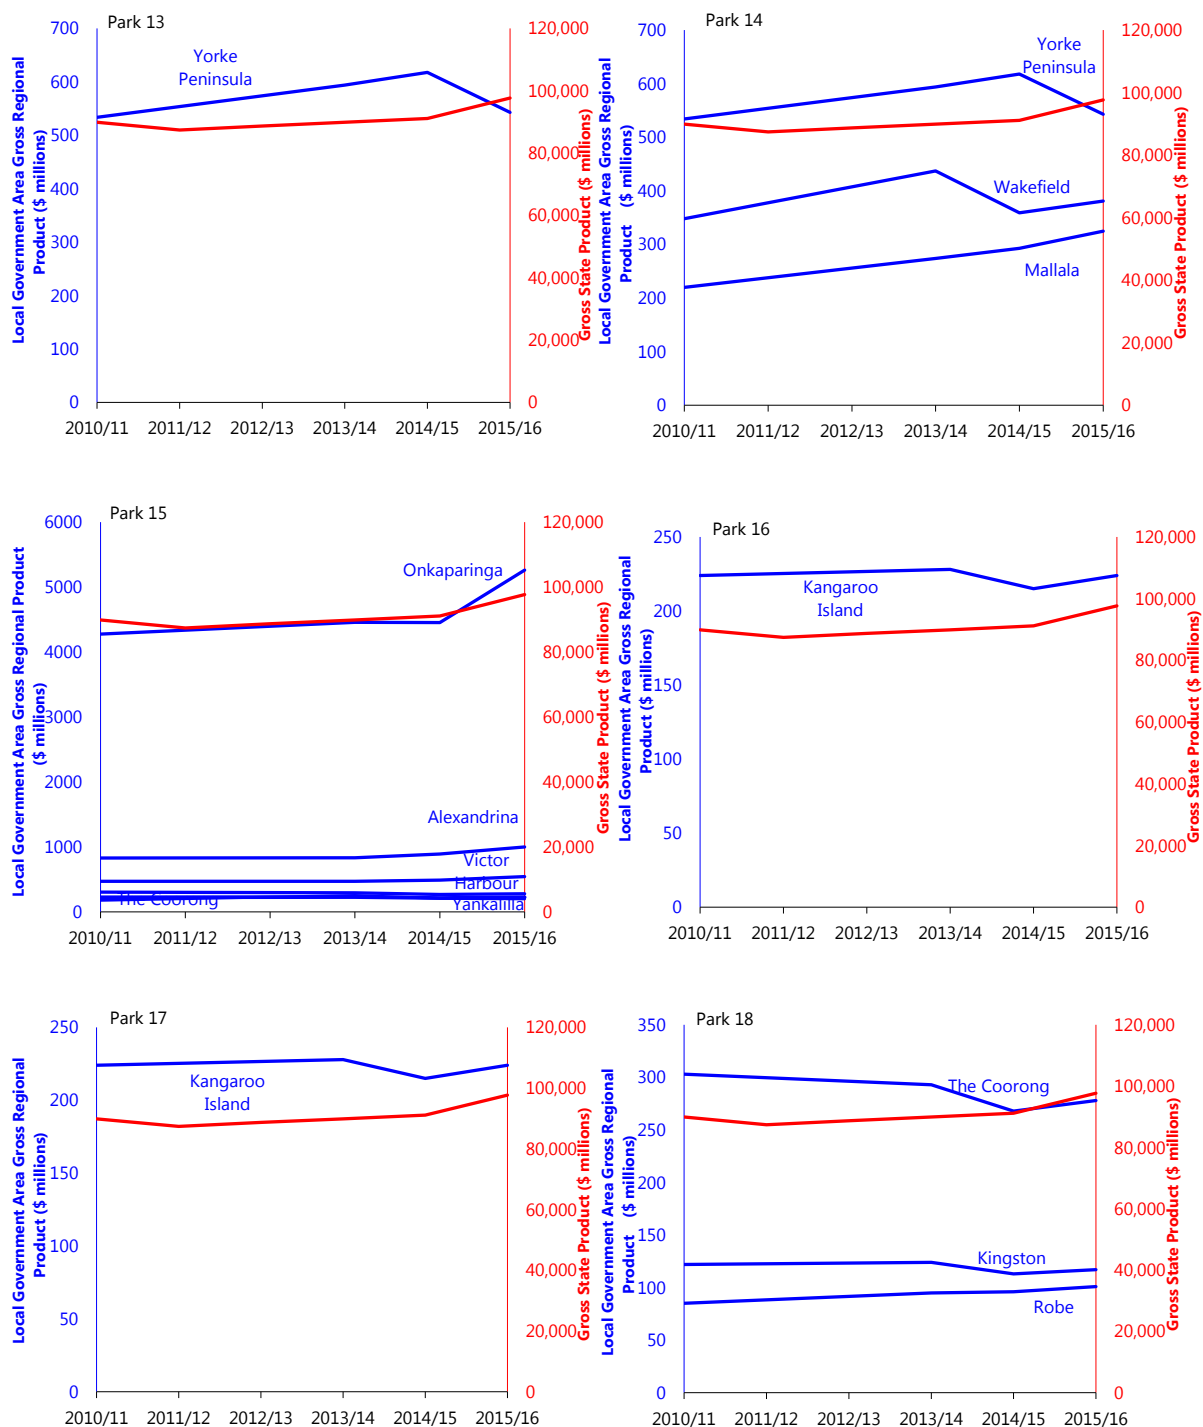 Park 13
700
600
500
400
300
200
100
0
Local Government Area Gross Regional
Product ($ millions)
Yorke
Peninsula
120,000
100,000
80,000
60,000
40,000
20,000
0
Gross State Product ($ millions)
2010/11 2011/12 2012/13 2013/14 2014/15 2015/16
Park 14
700
600
500
400
300
200
100
0
Local Government Area Gross Regional
Product ($ millions)
Yorke
Peninsula
Wakefield
Mallala
120,000
100,000
80,000
60,000
40,000
20,000
0
Gross State Product ($ millions)
2010/11 2011/12 2012/13 2013/14 2014/15 2015/16
Park 15
6000
5000
4000
3000
2000
1000
0
Local Government Area Gross Regional Product
($ millions)
Onkaparinga
Alexandrina
Victor
Harbour
The Coorong
Yankalilla
120,000
100,000
80,000
60,000
40,000
20,000
0
Gross State Product ($ millions)
2010/11 2011/12 2012/13 2013/14 2014/15 2015/16
Park 16
250
200
150
100
50
0
Local Government Area Gross Regional
Product ($ millions)
Kangaroo
Island
120,000
100,000
80,000
60,000
40,000
20,000
0
Gross State Product ($ millions)
2010/11 2011/12 2012/13 2013/14 2014/15 2015/16
Park 17
250
200
150
100
50
0
Local Government Area Gross Regional
Product ($ millions)
Kangaroo
Island
120,000
100,000
80,000
60,000
40,000
20,000
0
Gross State Product ($ millions)
2010/11 2011/12 2012/13 2013/14 2014/15 2015/16
Park 18
350
300
250
200
150
100
50
0
Local Government Area Gross Regional
Product ($ millions)
The Coorong
Kingston
Robe
120,000
100,000
80,000
60,000
40,000
20,000
0
Gross State Product ($ millions)
2010/11 2011/12 2012/13 2013/14 2014/15 2015/16